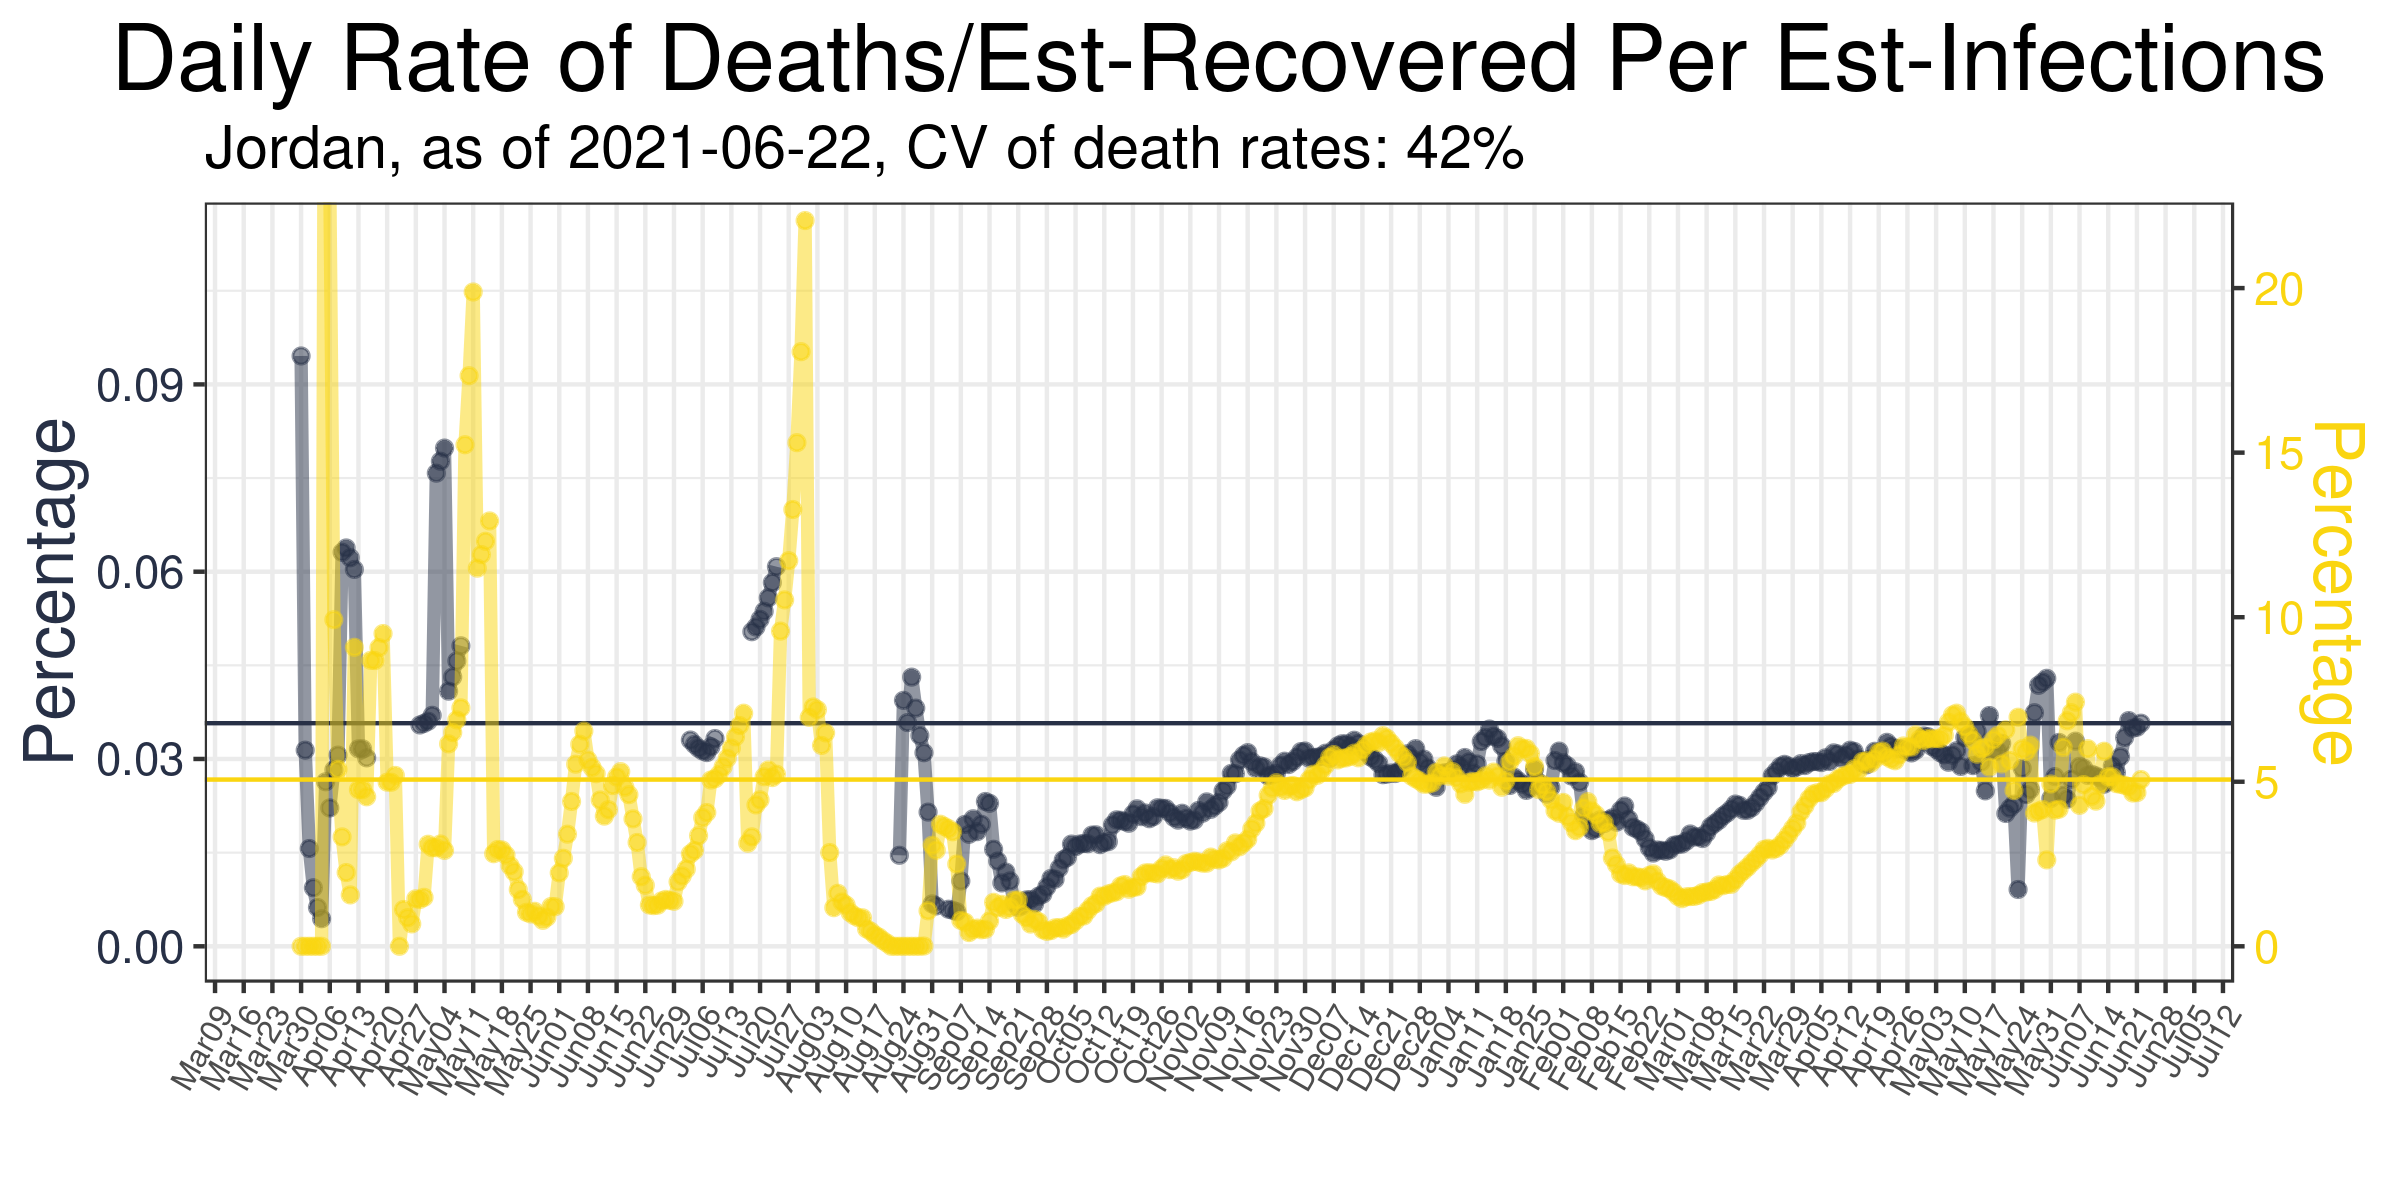 Daily Rate of Deaths/Est-Recovered Per Est-Infections
Jordan, as of 2021-06-22, CV of death rates: 42%
Percentage
0.09
0.06
0.03
0.00
20
15
10
5
0
Percentage
Mar09
Mar16
Mar23
Mar30
Apr06
Apr13
Apr20
Apr27
May04
May11
May18
May25
Jun01
Jun08
Jun15
Jun22
Jun29
Jul06
Jul13
Jul20
Jul27
Aug03
Aug10
Aug17
Aug24
Aug31
Sep07
Sep14
Sep21
Sep28
Oct05
Oct12
Oct19
Oct26
Nov02
Nov09
Nov16
Nov23
Nov30
Dec07
Dec14
Dec21
Dec28
Jan04
Jan11
Jan18
Jan25
Feb01
Feb08
Feb15
Feb22
Mar01
Mar08
Mar15
Mar22
Mar29
Apr05
Apr12
Apr19
Apr26
May03
May10
May17
May24
May31
Jun07
Jun14
Jun21
Jun28
Jul05
Jul12